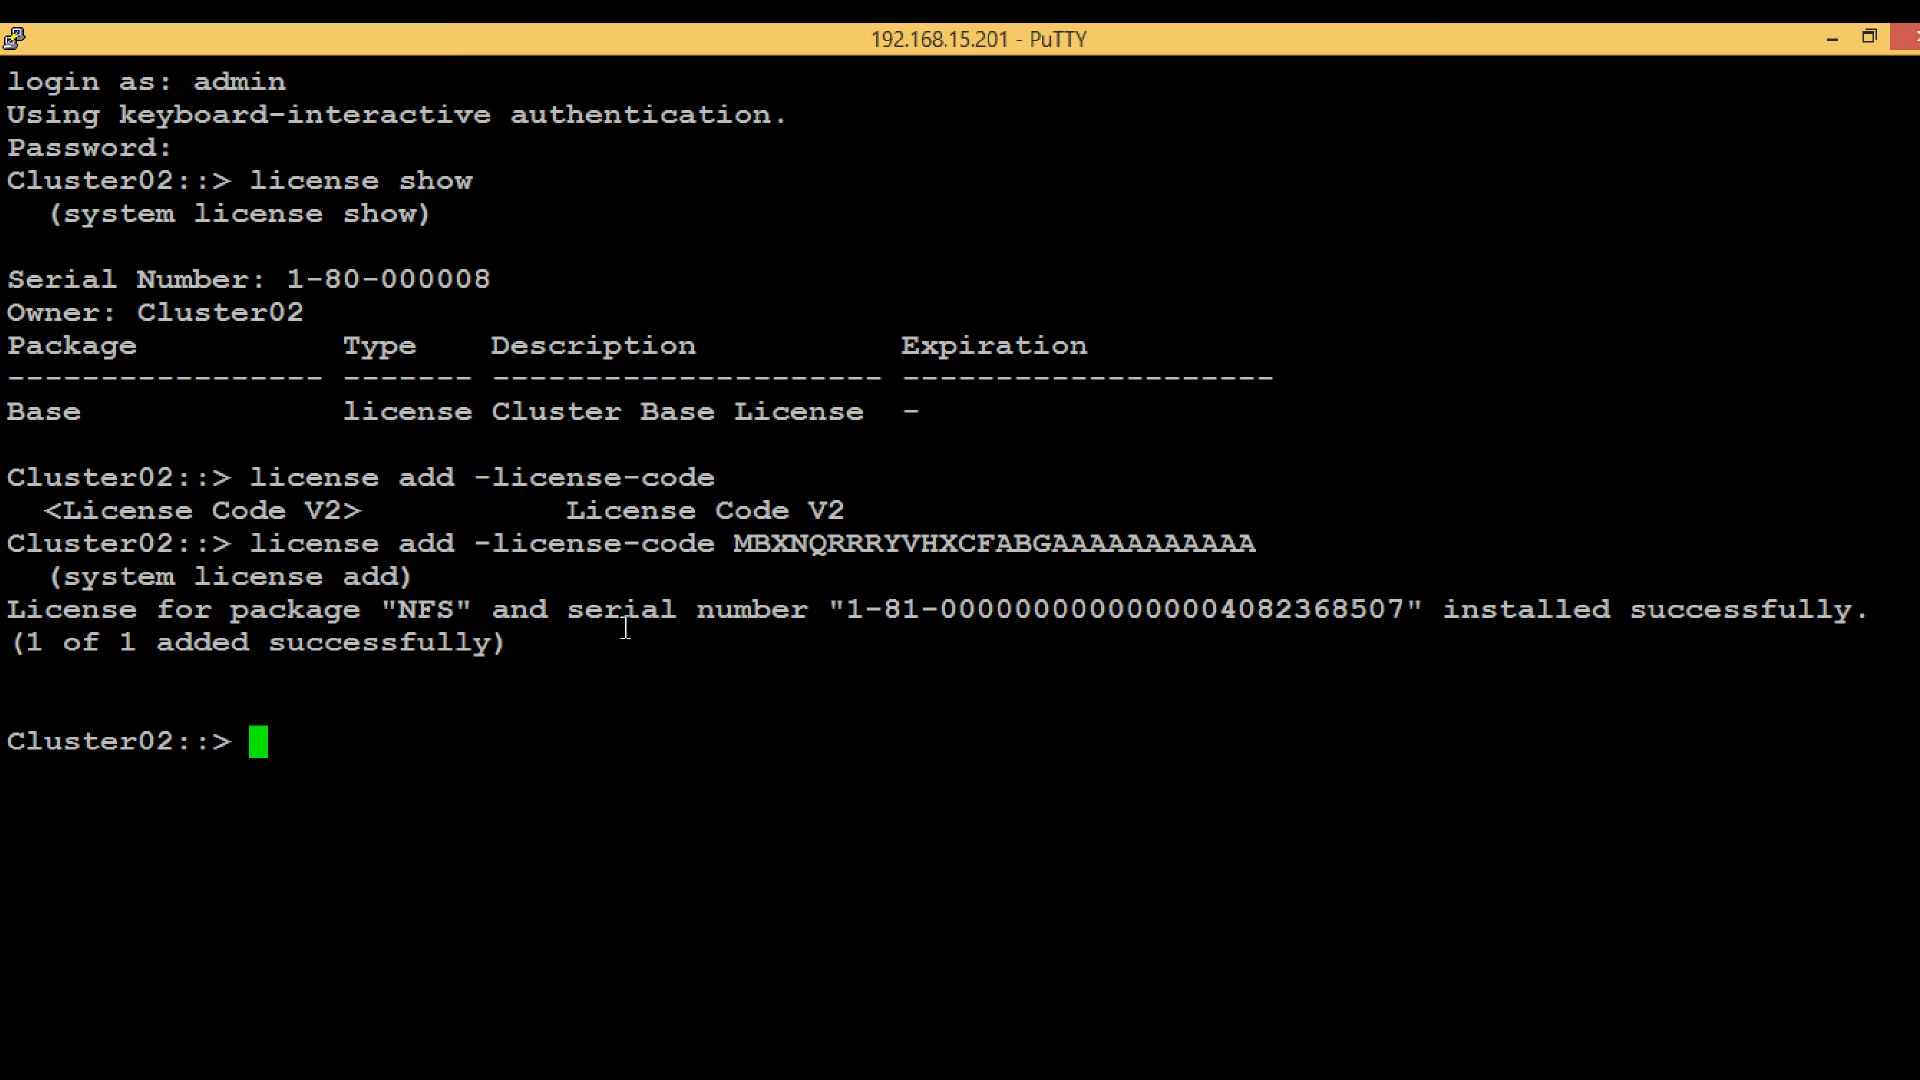 192.168.15.201 - PuTTY
login as: admin
Using keyboard-interactive authentication.
Password:
Cluster02::> license show
  (system license show)
Serial Number: 1-80-000008
Owner: Cluster02
Package           Type    Description           Expiration
----------------- ------- --------------------- --------------------
Base              license Cluster Base License  -
Cluster02::> license add -license-code
  <License Code V2>           License Code V2
Cluster02::> license add -license-code MBXNQRRRYVHXCFABGAAAAAAAAAAA
  (system license add)
License for package "NFS" and serial number "1-81-0000000000000004082368507" installed successfully.
(1 of 1 added successfully)
Cluster02::>